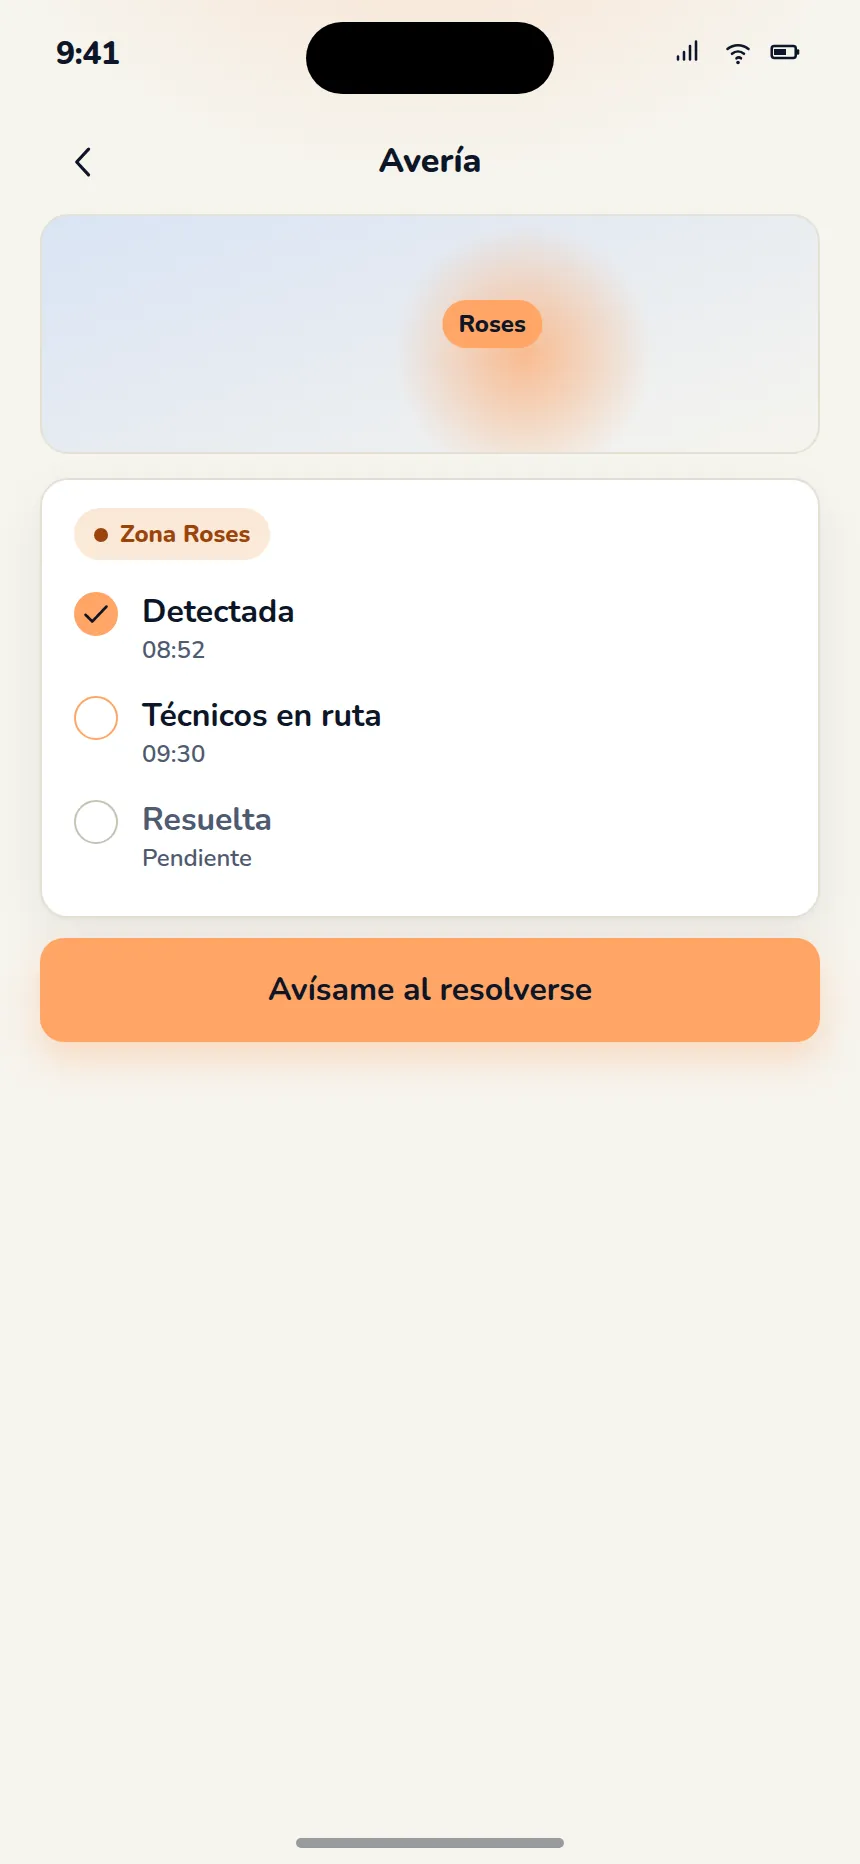 9:41
Avería
Roses
Zona Roses
Detectada
08:52
Técnicos en ruta
09:30
Resuelta
Pendiente
Avísame al resolverse